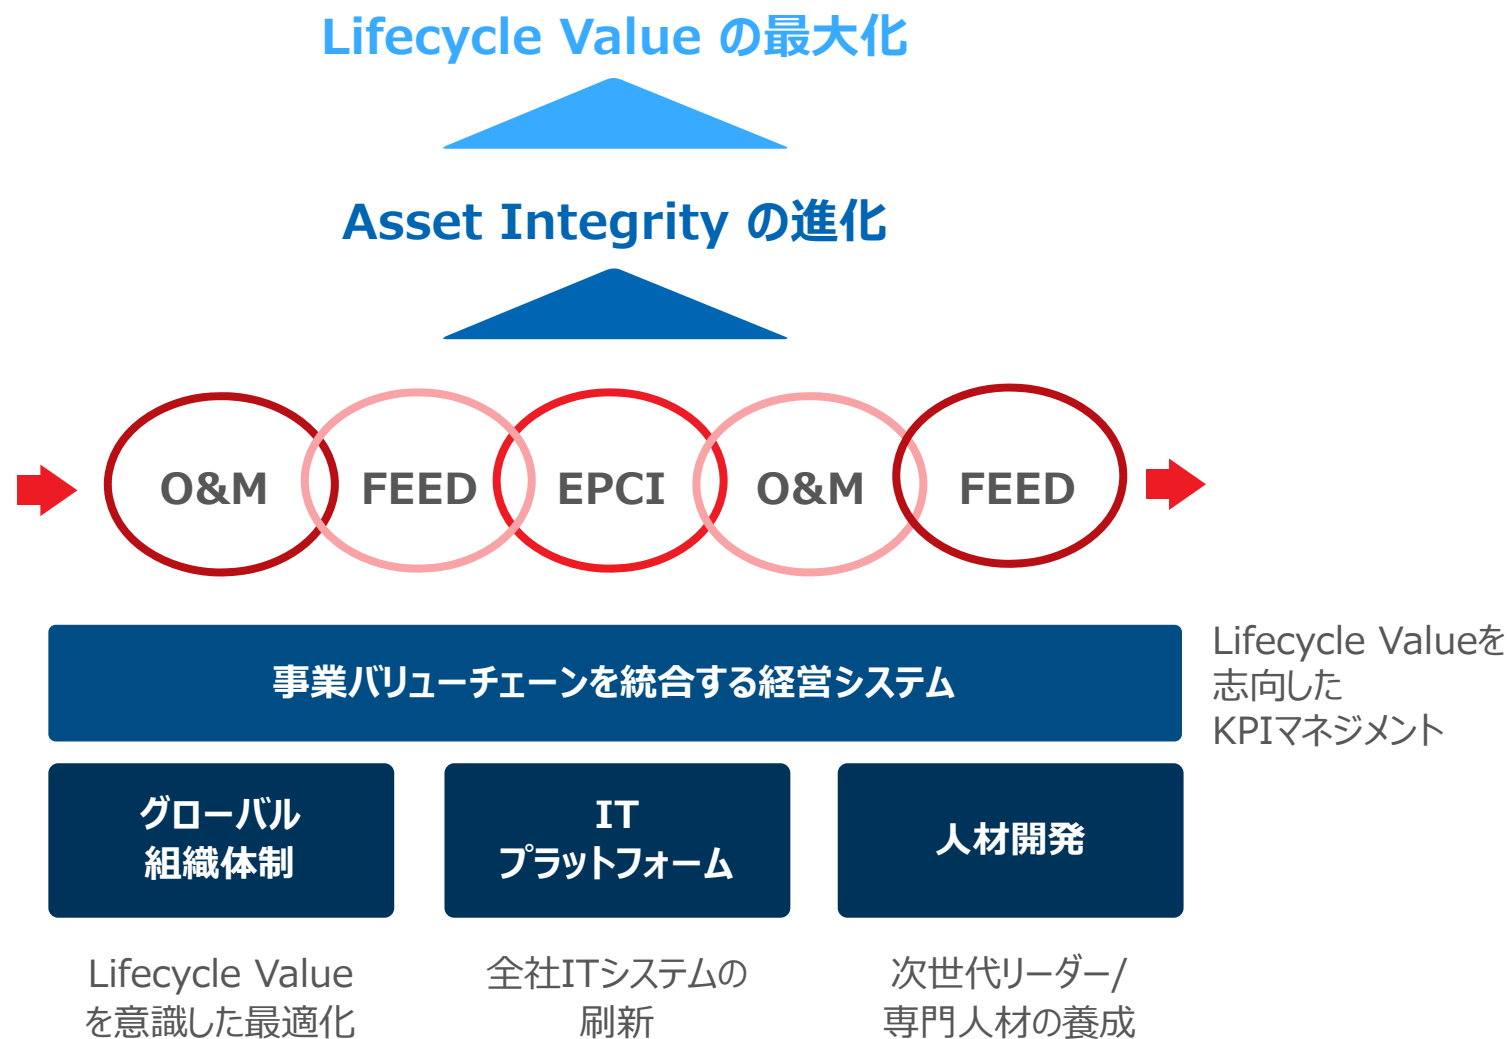 Lifecycle Value の最大化
Asset Integrity の進化
O&M
FEED
EPCI
O&M
FEED
事業バリューチェーンを統合する経営システム
Lifecycle Valueを
志向した
KPIマネジメント
グローバル
組織体制
IT
プラットフォーム
人材開発
Lifecycle Value
を意識した最適化
全社ITシステムの
刷新
次世代リーダー/
専門人材の養成